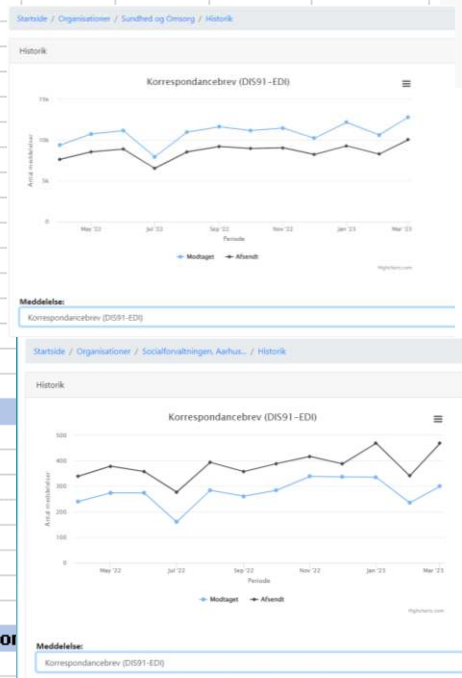 Startside / Organisationer / Sundhed og Omsorg / Historik
Historik
Korrespondancebrev (DIS91-EDI)
15k
10k
5k
0
Antal meddelelser
May '22
Jul '22
Sep '22
Nov '22
Jan '23
Mar '23
Periode
Modtaget
Afsendt
Highcharts.com
Meddelelse:
Korrespondancebrev (DIS91-EDI)
Startside / Organisationer / Socialforvaltningen, Aarhus... / Historik
Historik
Korrespondancebrev (DIS91-EDI)
500
400
300
200
100
0
Antal meddelelser
May '22
Jul '22
Sep '22
Nov '22
Jan '23
Mar '23
Periode
Modtaget
Afsendt
Highcharts.com
Meddelelse:
Korrespondancebrev (DIS91-EDI)